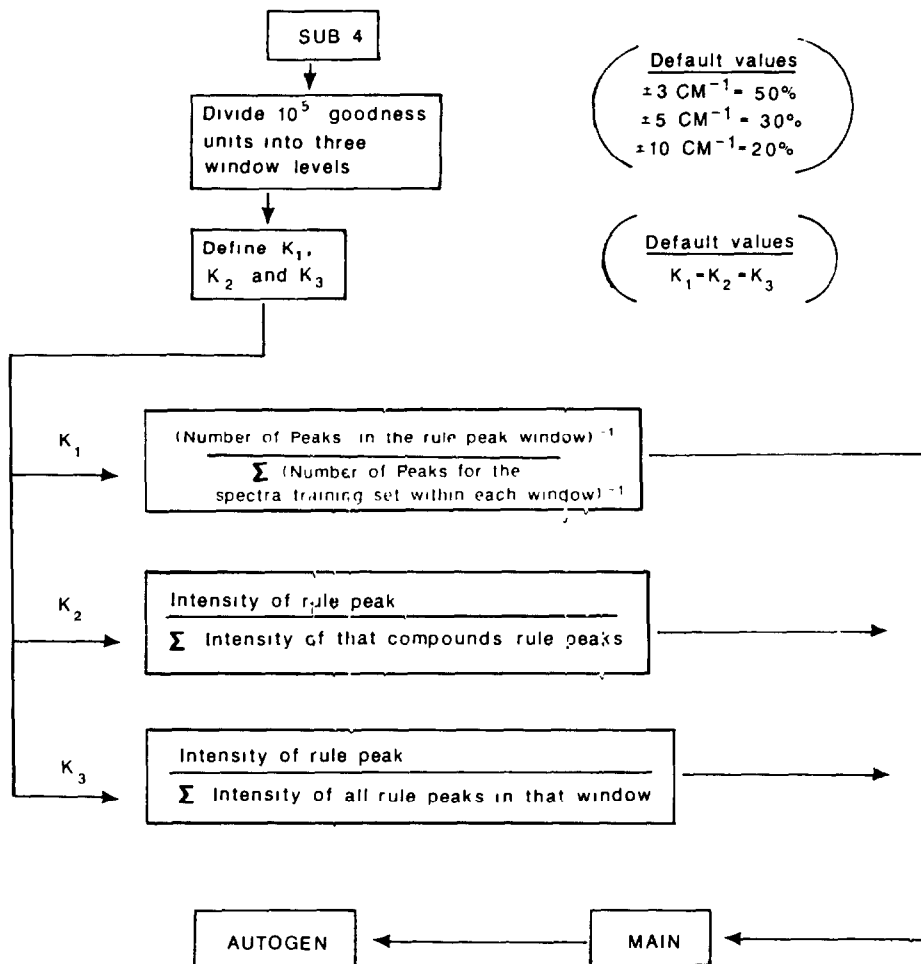 SUB 4
Divide 10⁵ goodness
units into three
window levels
Default values
±3 CM⁻¹= 50%
±5 CM⁻¹ = 30%
±10 CM⁻¹=20%
Define K₁,
K₂ and K₃
Default values
K₁=K₂=K₃
K₁
(Number of Peaks in the rule peak window)⁻¹
Σ (Number of Peaks for the
spectra training set within each window)⁻¹
K₂
Intensity of rule peak
Σ Intensity of that compounds rule peaks
K₃
Intensity of rule peak
Σ Intensity of all rule peaks in that window
AUTOGEN
MAIN